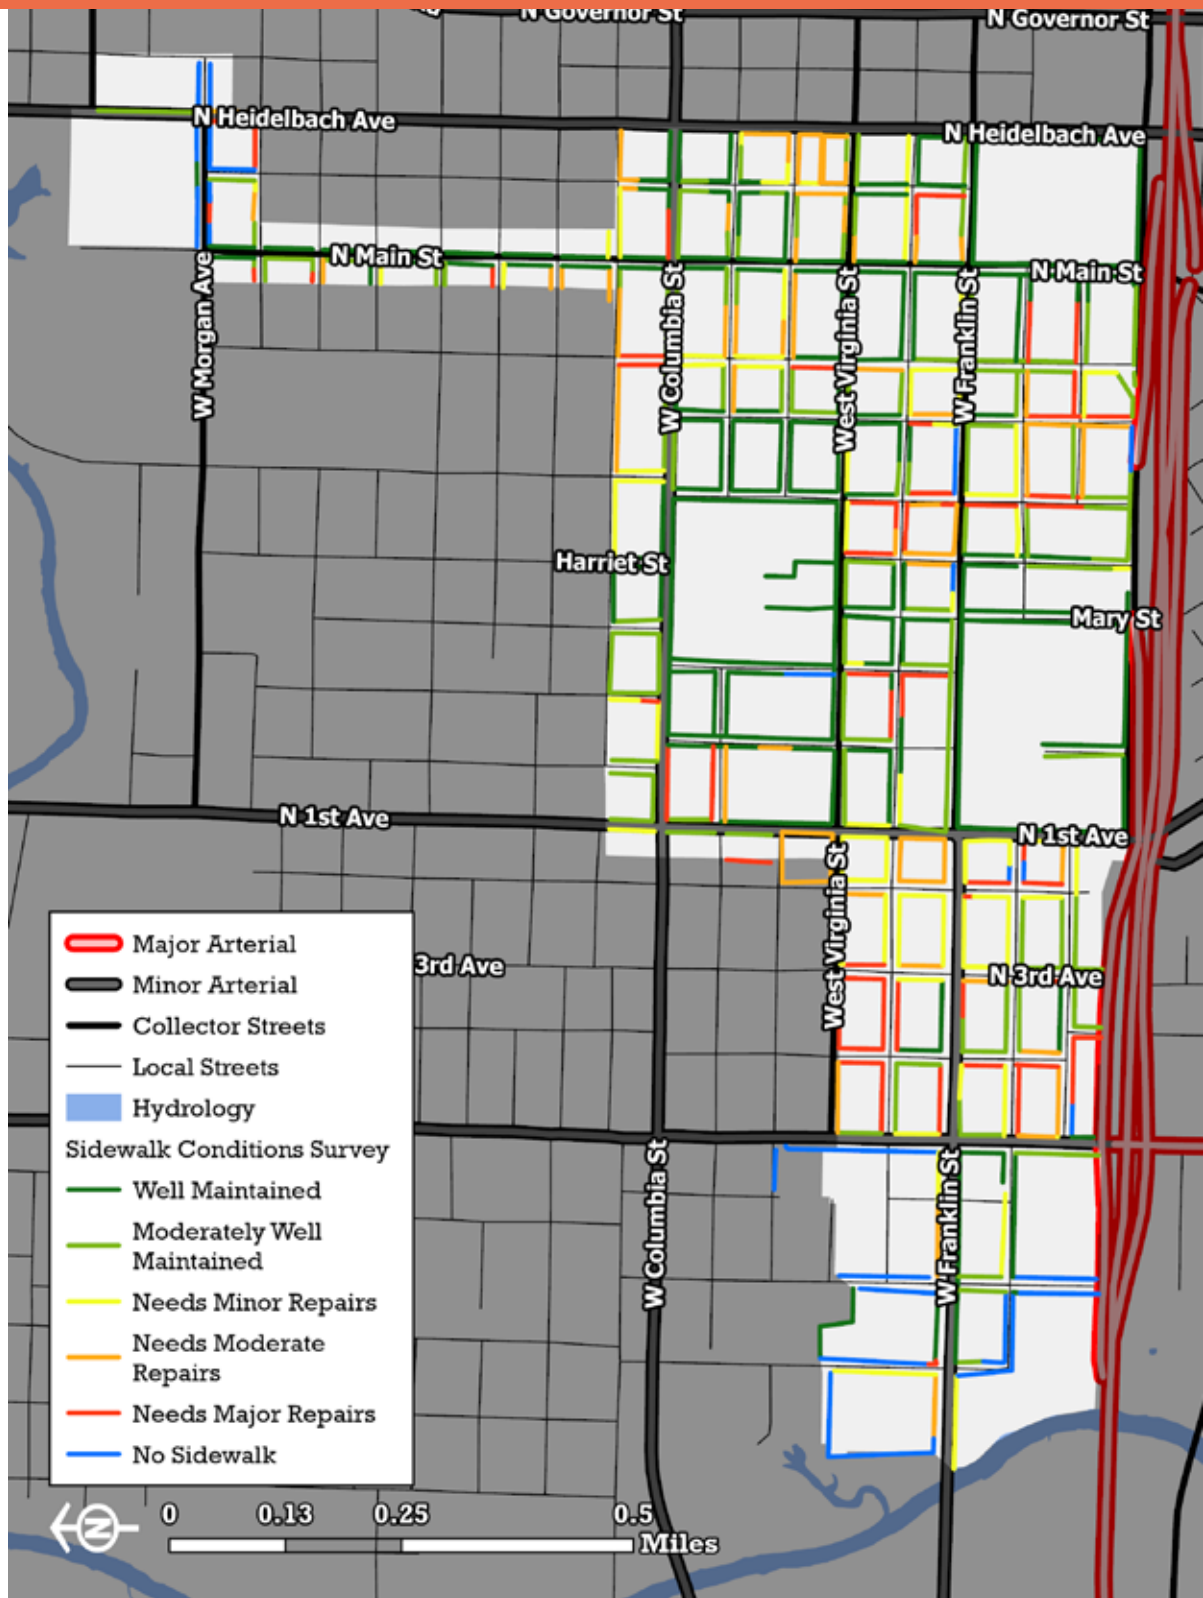 N Governor St
N Governor St
N Heidelbach Ave
N Heidelbach Ave
N Main St
N Main St
W Morgan Ave
W Columbia St
West Virginia St
W Franklin St
Harriet St
Mary St
N 1st Ave
N 1st Ave
West Virginia St
3rd Ave
N 3rd Ave
W Columbia St
W Franklin St
Major Arterial
Minor Arterial
Collector Streets
Local Streets
Hydrology
Sidewalk Conditions Survey
Well Maintained
Moderately Well
Maintained
Needs Minor Repairs
Needs Moderate
Repairs
Needs Major Repairs
No Sidewalk
N
0 0.13 0.25 0.5
Miles